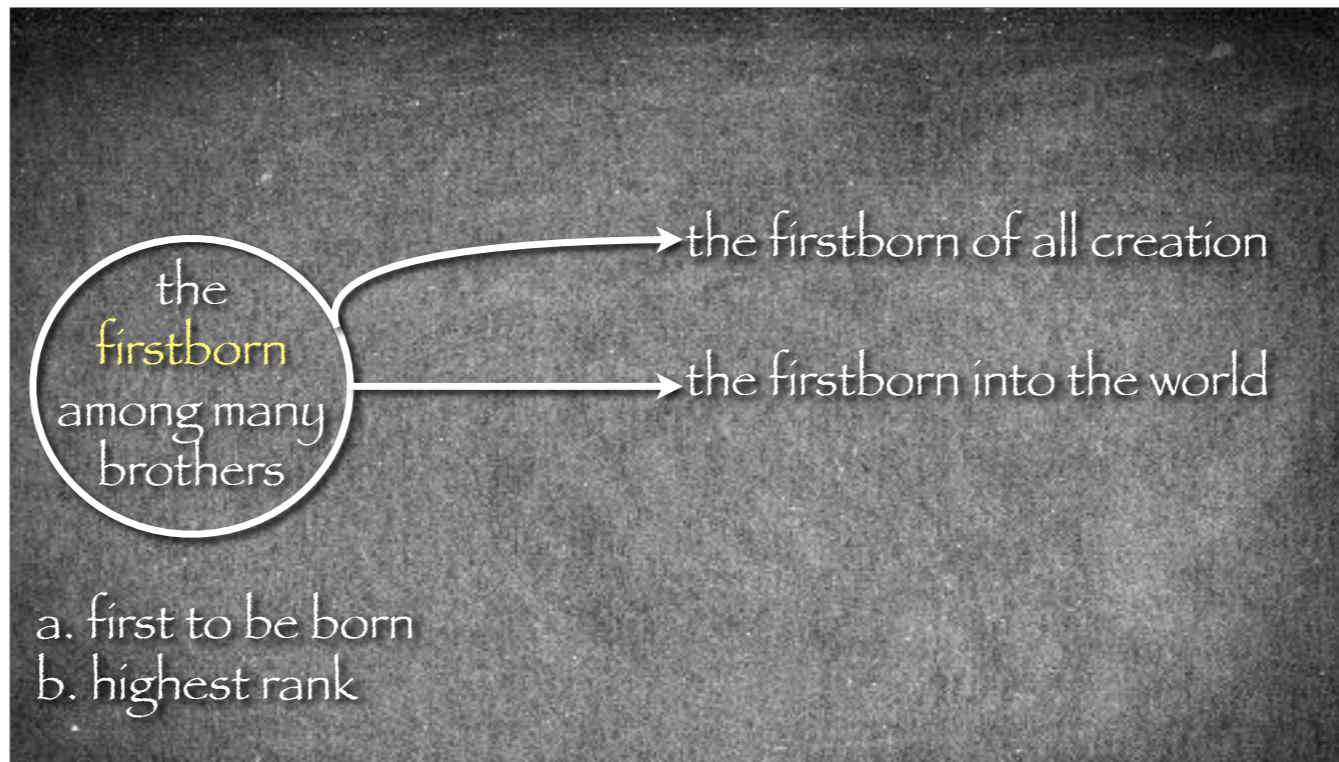 the
firstborn
among many
brothers
the firstborn of all creation
the firstborn into the world
a. first to be born
b. highest rank